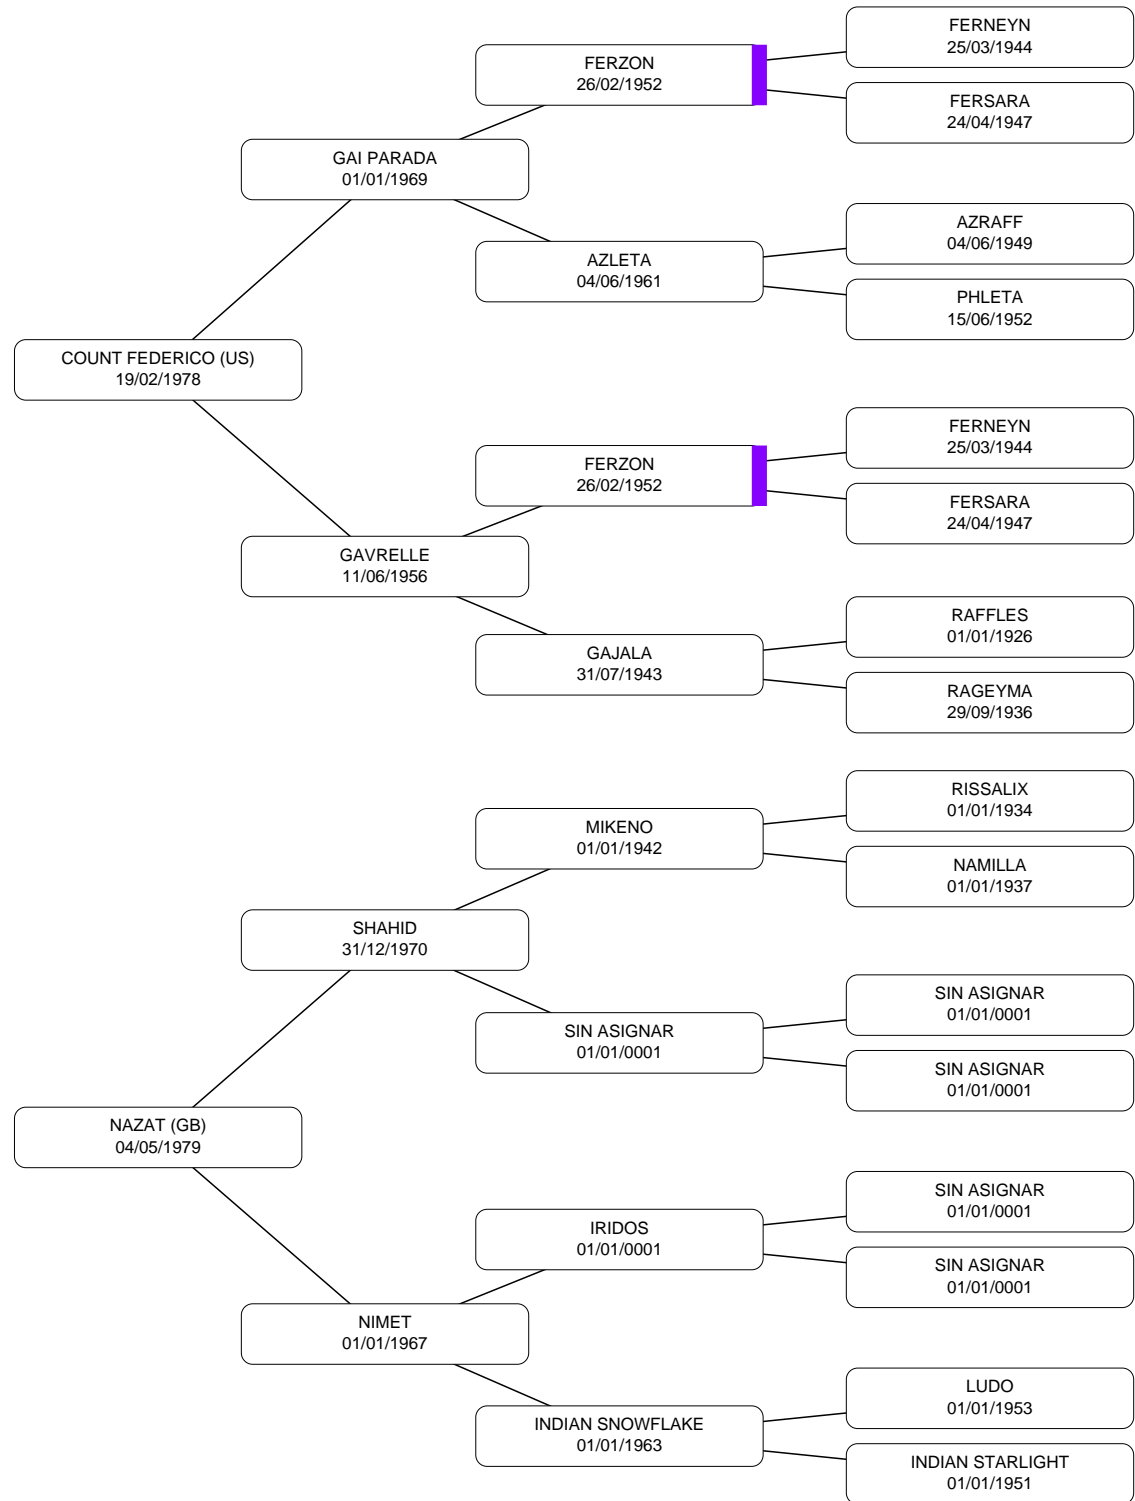 FERNEYN
25/03/1944
FERZON
26/02/1952
FERSARA
24/04/1947
GAI PARADA
01/01/1969
AZRAFF
04/06/1949
AZLETA
04/06/1961
PHLETA
15/06/1952
COUNT FEDERICO (US)
19/02/1978
FERNEYN
25/03/1944
FERZON
26/02/1952
FERSARA
24/04/1947
GAVRELLE
11/06/1956
RAFFLES
01/01/1926
GAJALA
31/07/1943
RAGEYMA
29/09/1936
RISSALIX
01/01/1934
MIKENO
01/01/1942
NAMILLA
01/01/1937
SHAHID
31/12/1970
SIN ASIGNAR
01/01/0001
SIN ASIGNAR
01/01/0001
SIN ASIGNAR
01/01/0001
NAZAT (GB)
04/05/1979
SIN ASIGNAR
01/01/0001
IRIDOS
01/01/0001
SIN ASIGNAR
01/01/0001
NIMET
01/01/1967
LUDO
01/01/1953
INDIAN SNOWFLAKE
01/01/1963
INDIAN STARLIGHT
01/01/1951